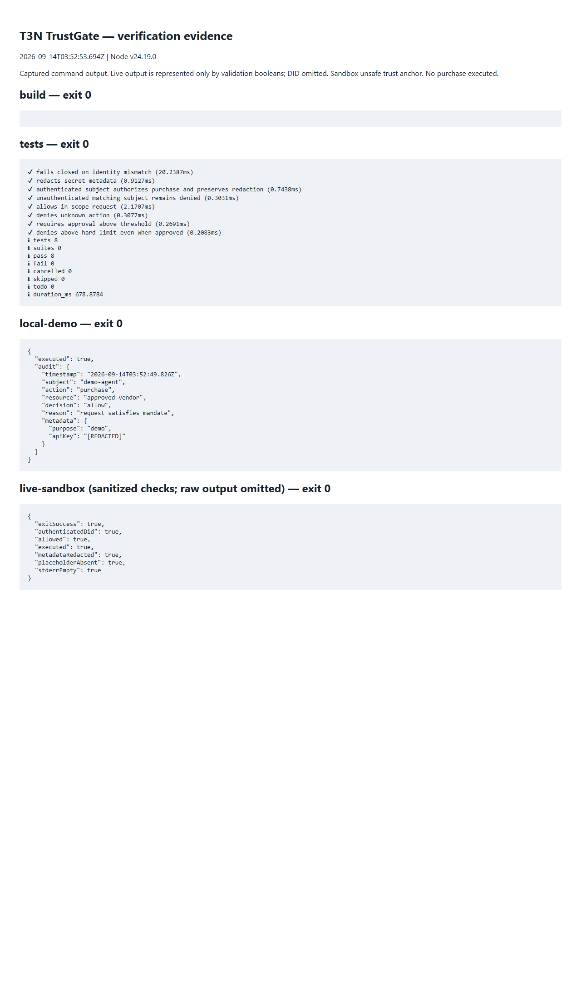 T3N TrustGate — verification evidence
2026-09-14T03:52:53.694Z | Node v24.19.0
Captured command output. Live output is represented only by validation booleans; DID omitted. Sandbox unsafe trust anchor. No purchase executed.
build — exit 0
tests — exit 0
✔ fails closed on identity mismatch (20.2387ms)
✔ redacts secret metadata (0.9127ms)
✔ authenticated subject authorizes purchase and preserves redaction (0.7438ms)
✔ unauthenticated matching subject remains denied (0.3031ms)
✔ allows in-scope request (2.1707ms)
✔ denies unknown action (0.3077ms)
✔ requires approval above threshold (0.2691ms)
✔ denies above hard limit even when approved (0.2083ms)
ℹ tests 8
ℹ suites 0
ℹ pass 8
ℹ fail 0
ℹ cancelled 0
ℹ skipped 0
ℹ todo 0
ℹ duration_ms 678.8784
local-demo — exit 0
{
  "executed": true,
  "audit": {
    "timestamp": "2026-09-14T03:52:49.826Z",
    "subject": "demo-agent",
    "action": "purchase",
    "resource": "approved-vendor",
    "decision": "allow",
    "reason": "request satisfies mandate",
    "metadata": {
      "purpose": "demo",
      "apiKey": "[REDACTED]"
    }
  }
}
live-sandbox (sanitized checks; raw output omitted) — exit 0
{
  "exitSuccess": true,
  "authenticatedDid": true,
  "allowed": true,
  "executed": true,
  "metadataRedacted": true,
  "placeholderAbsent": true,
  "stderrEmpty": true
}